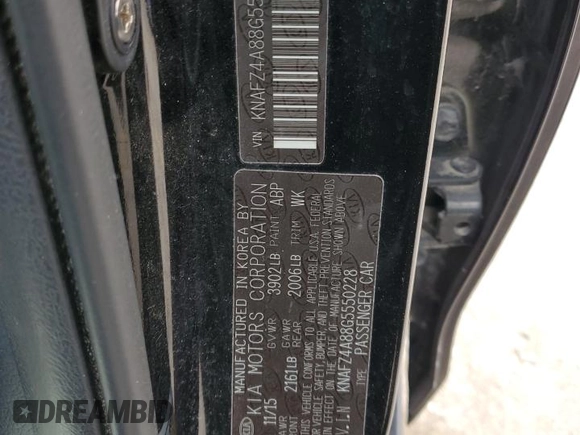 VIN KNAFZ4A88G55
MANUFACTURED IN KOREA BY
KIA MOTORS CORPORATION
11/15 GVWR 3902LB PAINT ABP
GAWR
2161LB REAR 2006LB TRIM WK
THIS VEHICLE CONFORMS TO ALL APPLICABLE U.S.A FEDERAL
MOTOR VEHICLE SAFETY, BUMPER, AND THEFT PREVENTION STANDARDS
IN EFFECT ON THE DATE OF MANUFACTURE SHOWN ABOVE.
V.I.N KNAFZ4A88G5550228
TYPE PASSENGER CAR
KIA
BIDHISTORY